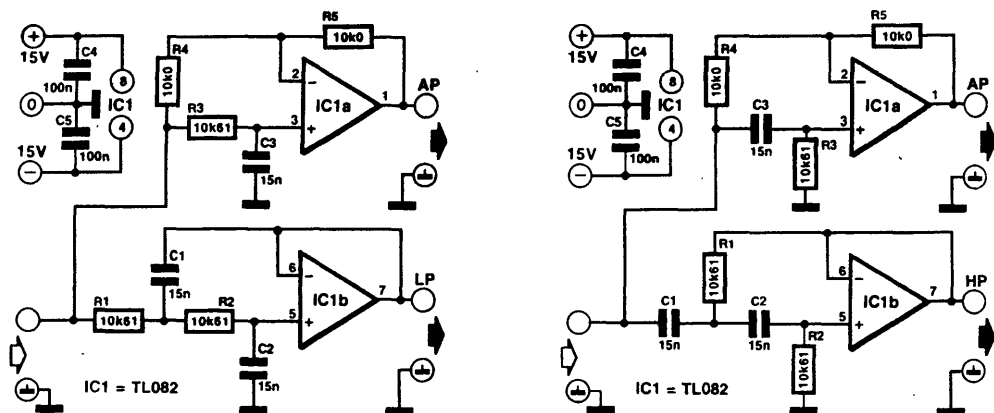 +
15V
C4
100n
0
C5
100n
15V
−
8
IC1
4
R4
10k0
R5
10k0
R3
10k61
C3
15n
2
−
3
+
IC1a
1
AP
C1
15n
R1
10k61
R2
10k61
C2
15n
6
−
5
+
IC1b
7
LP
IC1 = TL082
+
15V
C4
100n
0
C5
100n
15V
−
8
IC1
4
R4
10k0
R5
10k0
C3
15n
R3
10k61
2
−
3
+
IC1a
1
AP
R1
10k61
C1
15n
C2
15n
R2
10k61
6
−
5
+
IC1b
7
HP
IC1 = TL082